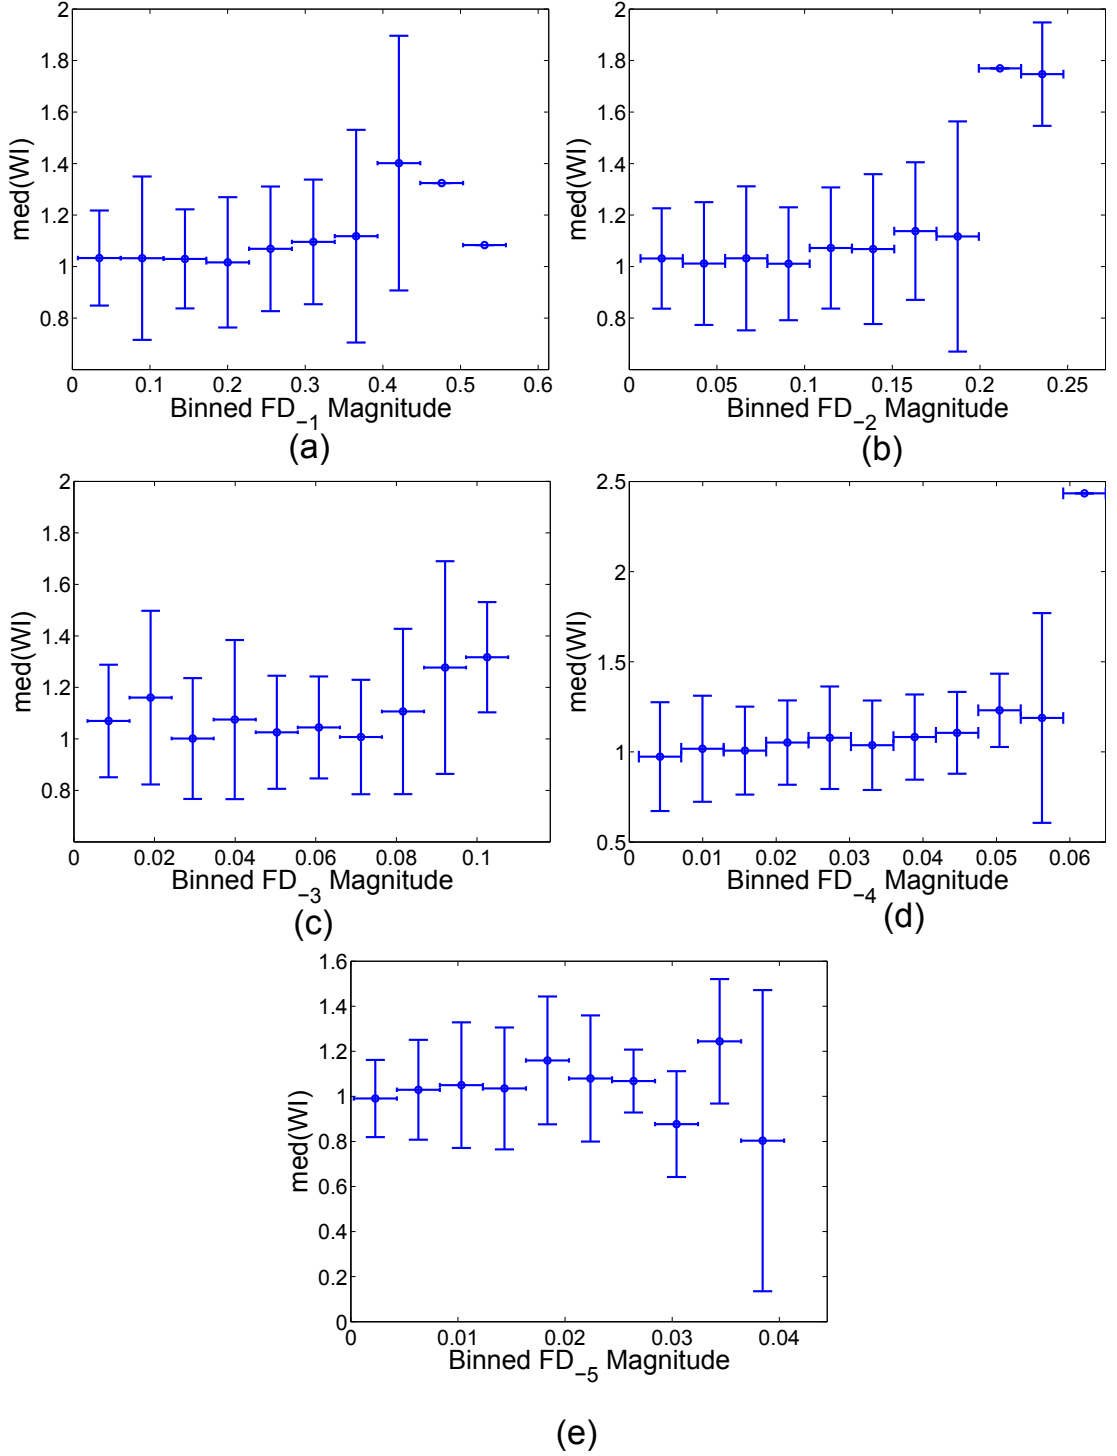 2
1.8
1.6
1.4
1.2
1
0.8
med(WI)
0 0.1 0.2 0.3 0.4 0.5 0.6
Binned FD−1 Magnitude
(a)
2
1.8
1.6
1.4
1.2
1
0.8
med(WI)
0 0.05 0.1 0.15 0.2 0.25
Binned FD−2 Magnitude
(b)
2
1.8
1.6
1.4
1.2
1
0.8
med(WI)
0 0.02 0.04 0.06 0.08 0.1
Binned FD−3 Magnitude
(c)
2.5
2
1.5
1
0.5
med(WI)
0 0.01 0.02 0.03 0.04 0.05 0.06
Binned FD−4 Magnitude
(d)
1.6
1.4
1.2
1
0.8
0.6
0.4
0.2
0
med(WI)
0 0.01 0.02 0.03 0.04
Binned FD−5 Magnitude
(e)